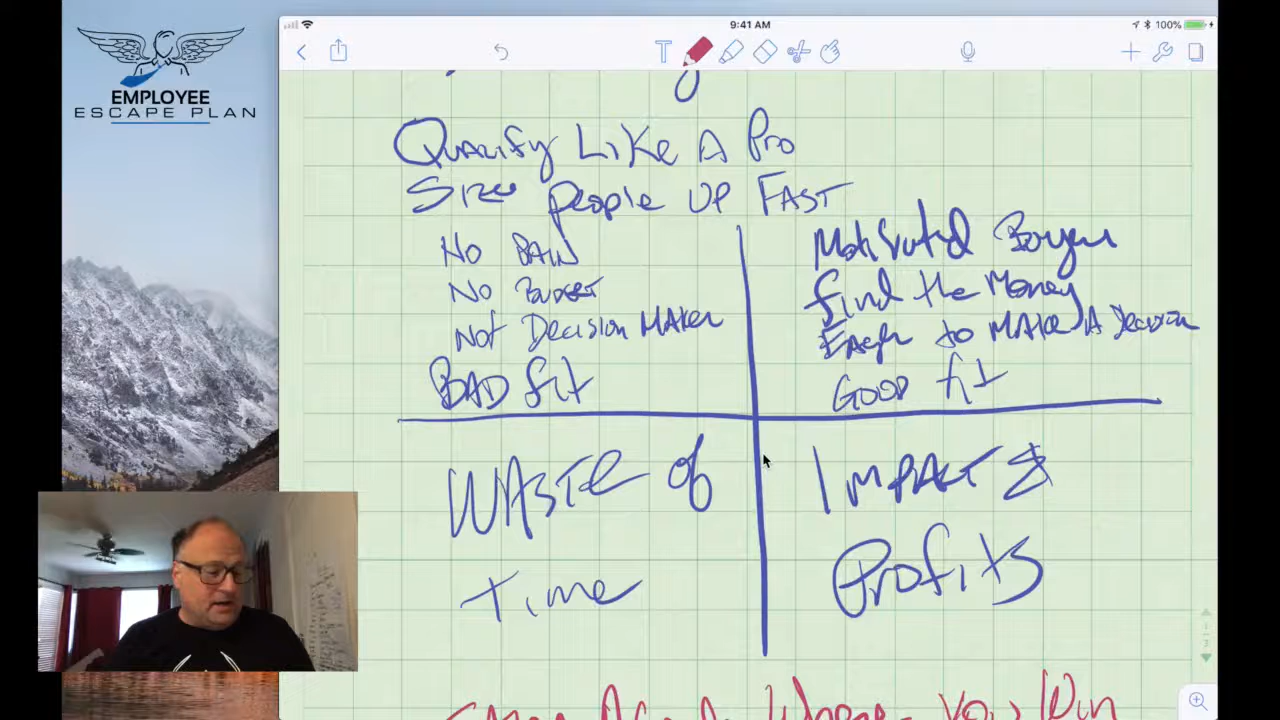 9:41 AM
100%
EMPLOYEE
ESCAPE PLAN
T
Qualify Like A Pro
Size people UP FAST
No PAIN
No Budget
Not Decision Maker
BAD fit
Motivated Buyer
find the Money
Eager to MAKE A Decision
GOOD fit
WASTE of
time
IMPACT &
Profits
You Win